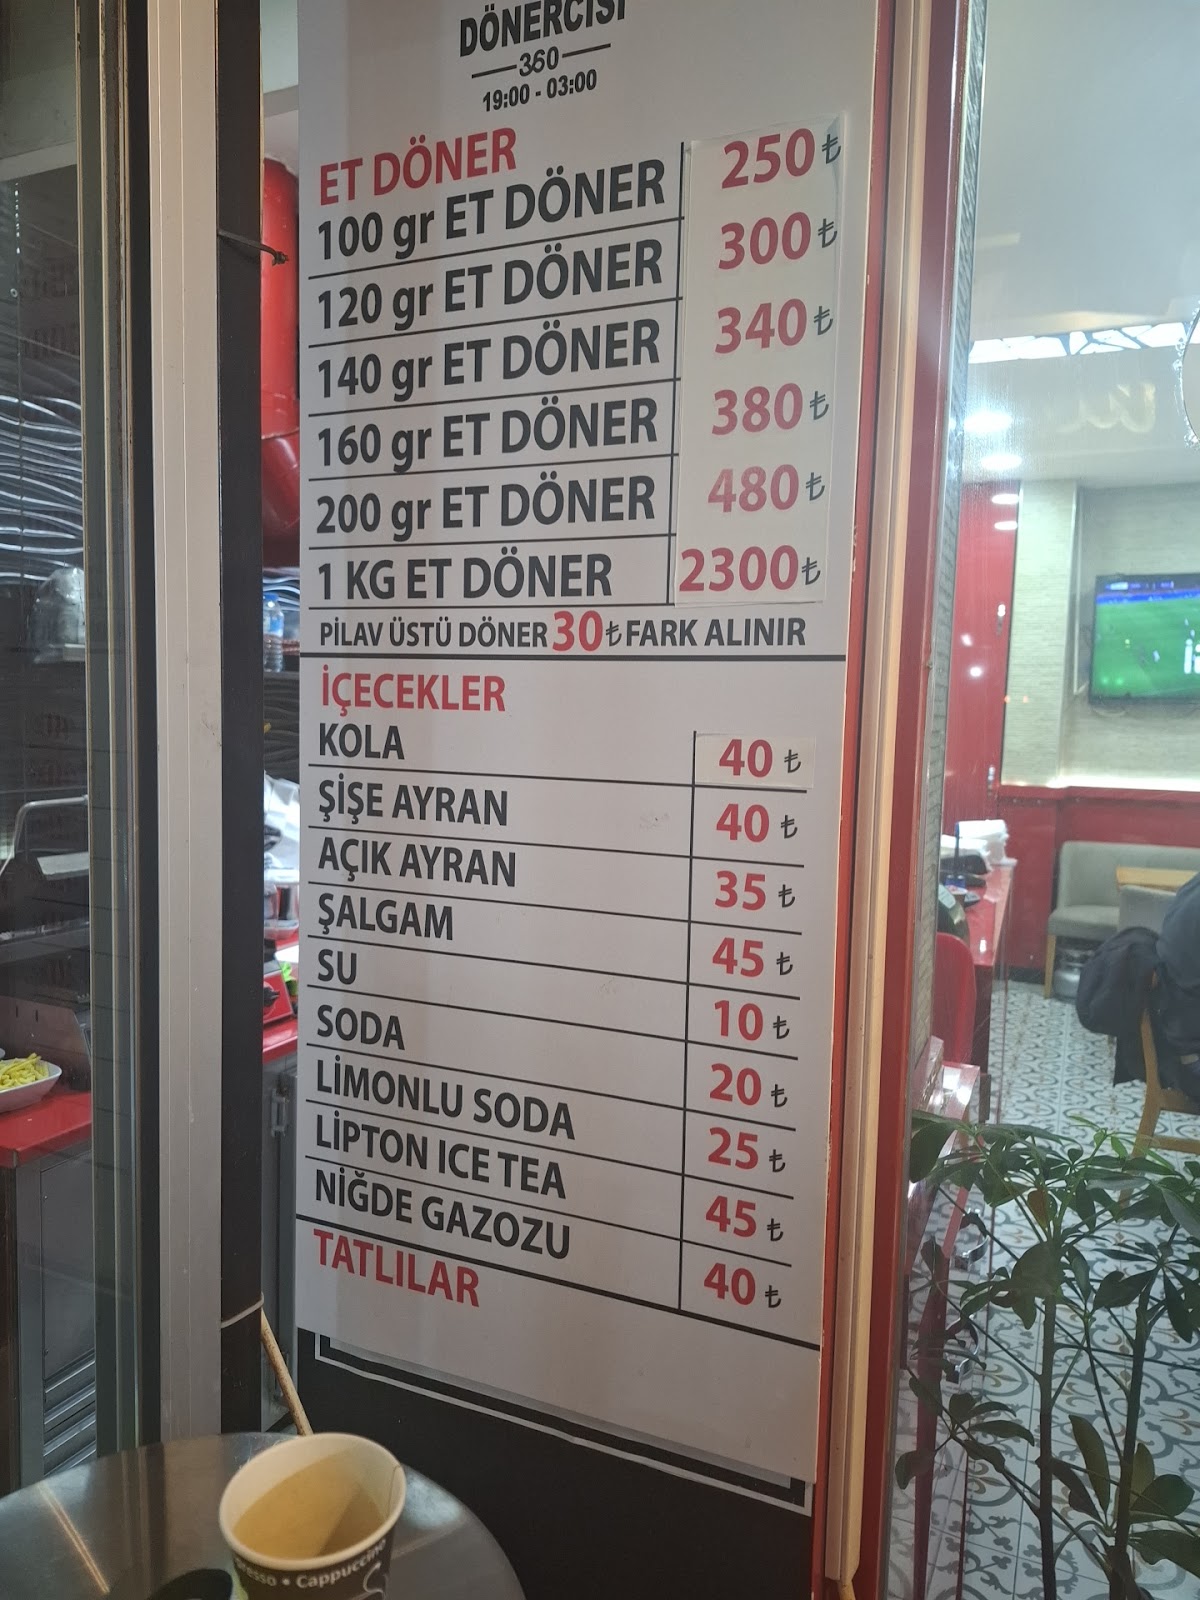 DÖNERCİSİ
360
19:00 - 03:00
ET DÖNER
100 gr ET DÖNER 250₺
120 gr ET DÖNER 300₺
140 gr ET DÖNER 340₺
160 gr ET DÖNER 380₺
200 gr ET DÖNER 480₺
1 KG ET DÖNER 2300₺
PİLAV ÜSTÜ DÖNER 30₺ FARK ALINIR
İÇECEKLER
KOLA 40 ₺
ŞİŞE AYRAN 40 ₺
AÇIK AYRAN 35 ₺
ŞALGAM 45 ₺
SU 10 ₺
SODA 20 ₺
LİMONLU SODA 25 ₺
LİPTON ICE TEA 45 ₺
NİĞDE GAZOZU 40 ₺
TATLILAR
Cappuccino